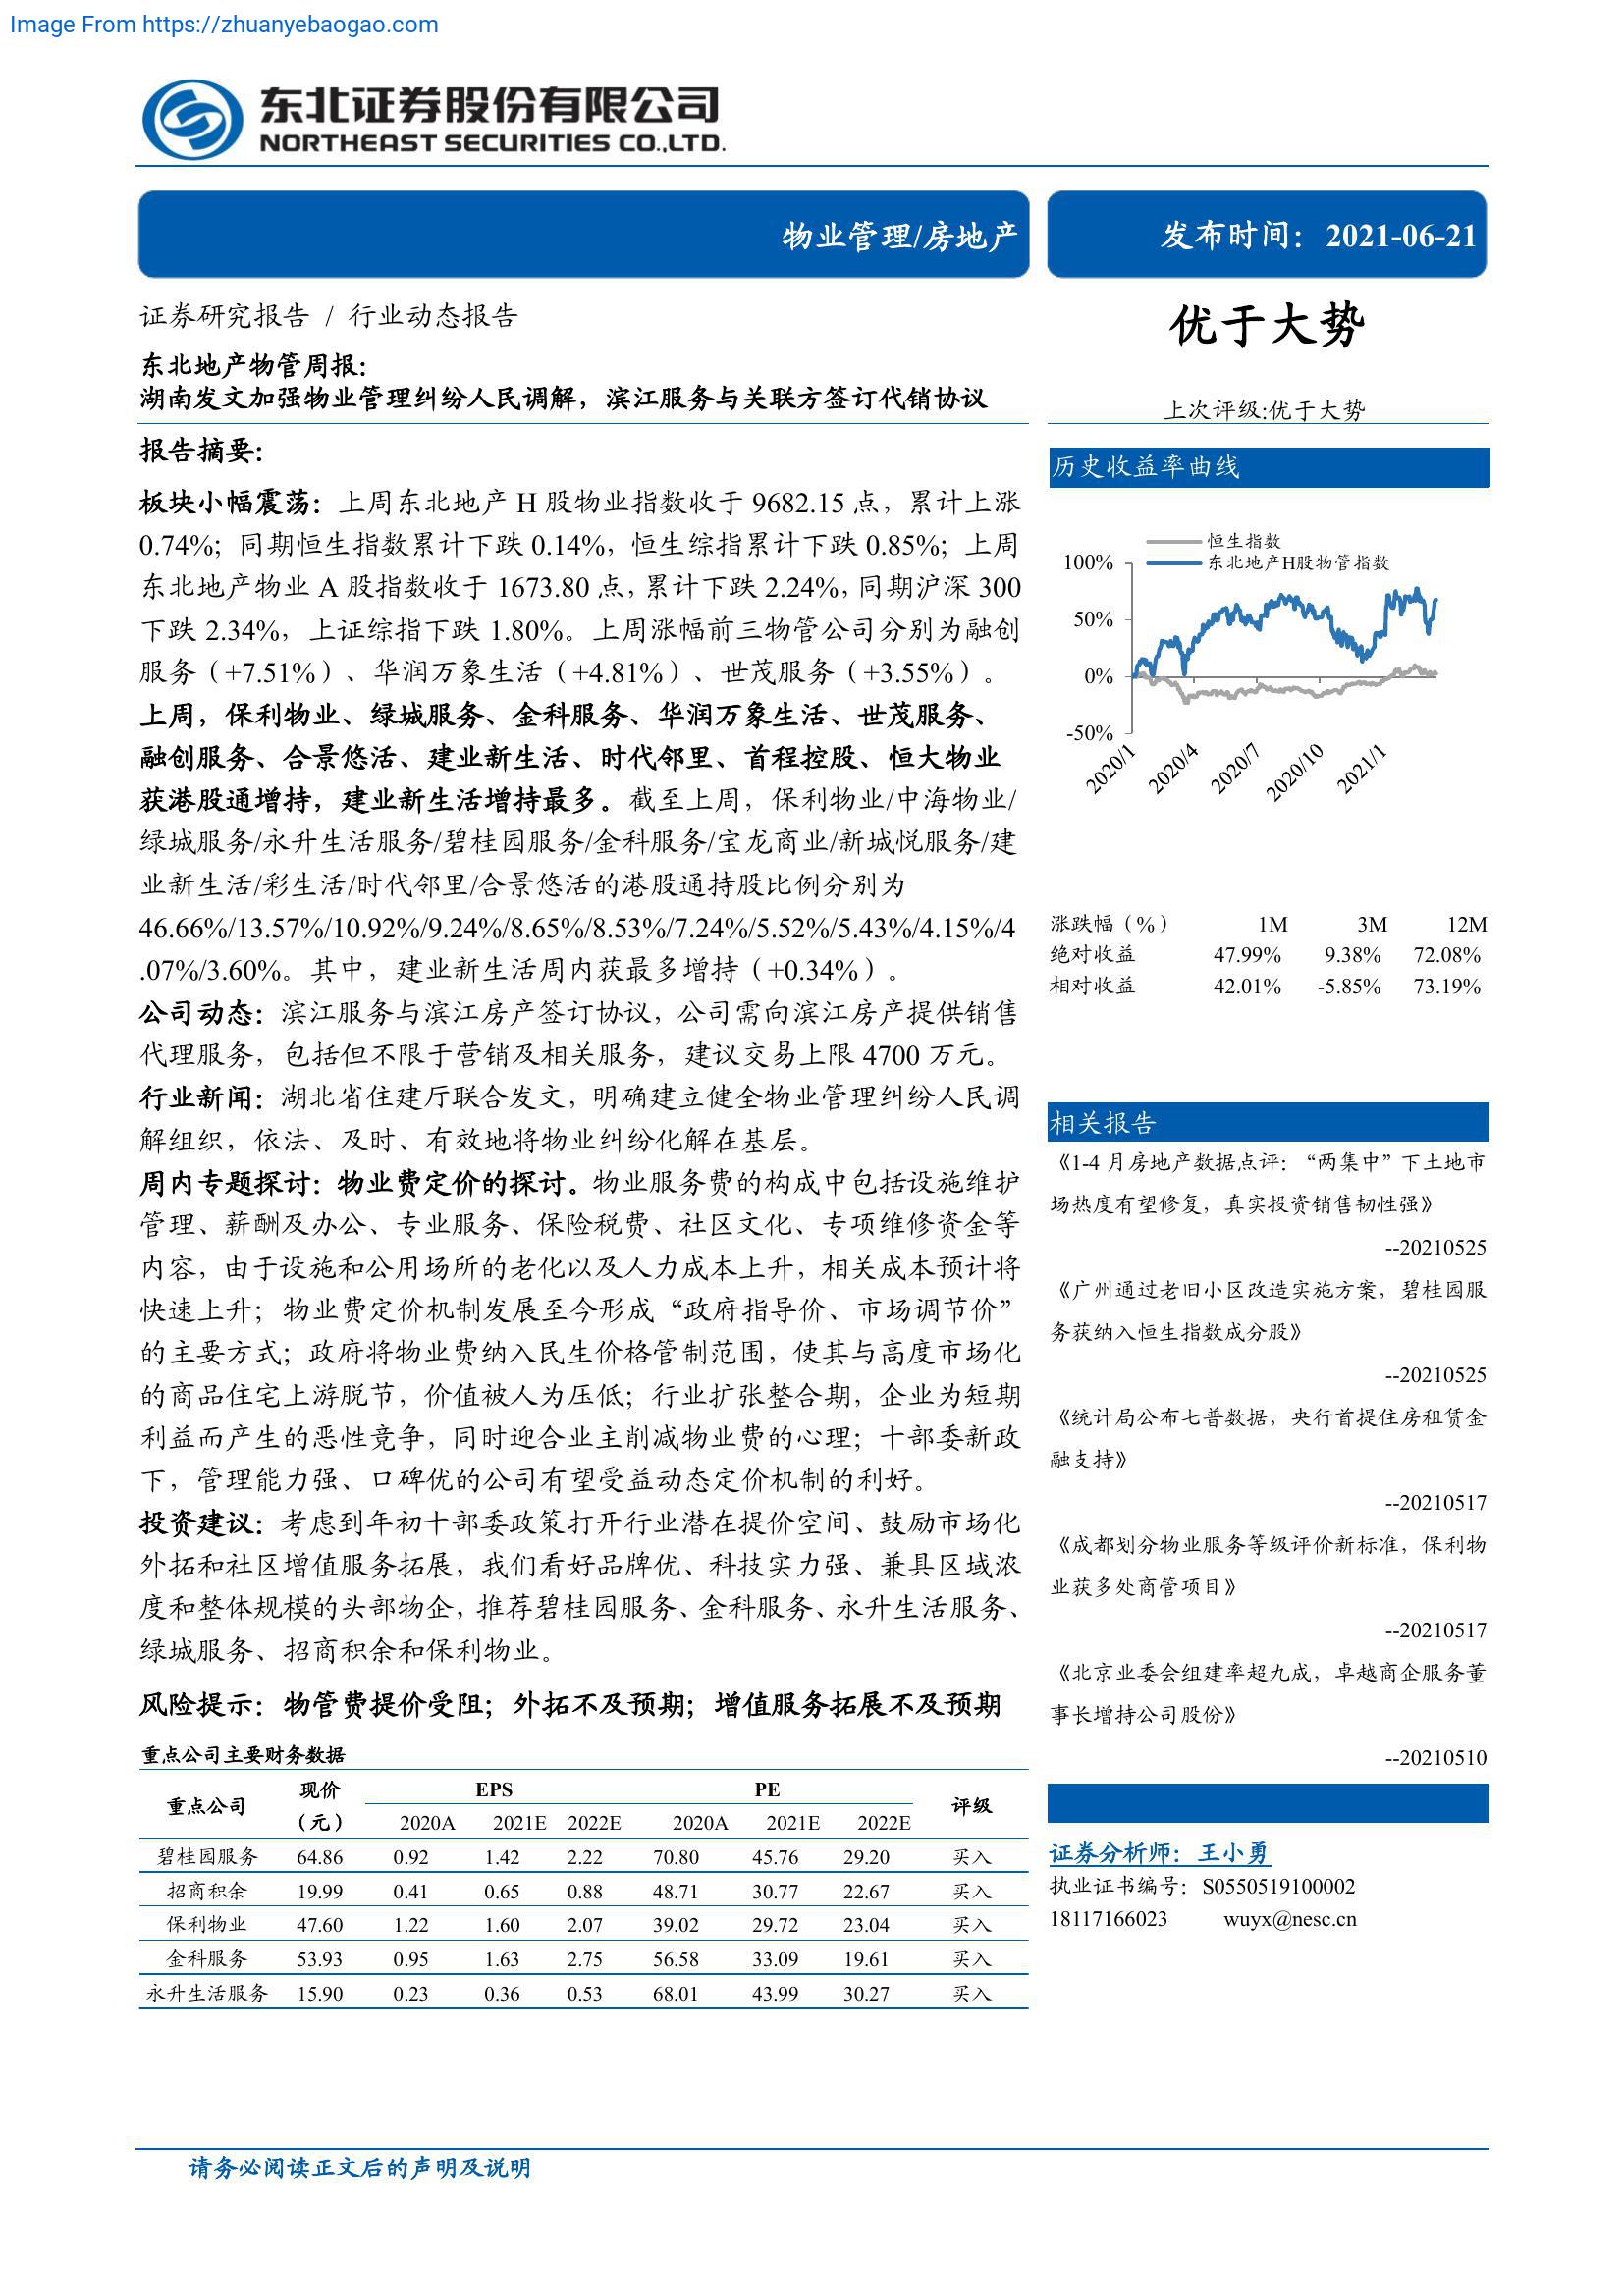 Image From https://zhuanyebaogao.com
东北证券股份有限公司
NORTHEAST SECURITIES CO.,LTD.
物业管理/房地产
发布时间：2021-06-21
证券研究报告 / 行业动态报告
东北地产物管周报：
湖南发文加强物业管理纠纷人民调解，滨江服务与关联方签订代销协议
报告摘要：
板块小幅震荡：上周东北地产 H 股物业指数收于 9682.15 点，累计上涨
0.74%；同期恒生指数累计下跌 0.14%，恒生综指累计下跌 0.85%；上周
东北地产物业 A 股指数收于 1673.80 点，累计下跌 2.24%，同期沪深 300
下跌 2.34%，上证综指下跌 1.80%。上周涨幅前三物管公司分别为融创
服务（+7.51%）、华润万象生活（+4.81%）、世茂服务（+3.55%）。
上周，保利物业、绿城服务、金科服务、华润万象生活、世茂服务、
融创服务、合景悠活、建业新生活、时代邻里、首程控股、恒大物业
获港股通增持，建业新生活增持最多。截至上周，保利物业/中海物业/
绿城服务/永升生活服务/碧桂园服务/金科服务/宝龙商业/新城悦服务/建
业新生活/彩生活/时代邻里/合景悠活的港股通持股比例分别为
46.66%/13.57%/10.92%/9.24%/8.65%/8.53%/7.24%/5.52%/5.43%/4.15%/4
.07%/3.60%。其中，建业新生活周内获最多增持（+0.34%）。
公司动态：滨江服务与滨江房产签订协议，公司需向滨江房产提供销售
代理服务，包括但不限于营销及相关服务，建议交易上限 4700 万元。
行业新闻：湖北省住建厅联合发文，明确建立健全物业管理纠纷人民调
解组织，依法、及时、有效地将物业纠纷化解在基层。
周内专题探讨：物业费定价的探讨。物业服务费的构成中包括设施维护
管理、薪酬及办公、专业服务、保险税费、社区文化、专项维修资金等
内容，由于设施和公用场所的老化以及人力成本上升，相关成本预计将
快速上升；物业费定价机制发展至今形成“政府指导价、市场调节价”
的主要方式；政府将物业费纳入民生价格管制范围，使其与高度市场化
的商品住宅上游脱节，价值被人为压低；行业扩张整合期，企业为短期
利益而产生的恶性竞争，同时迎合业主削减物业费的心理；十部委新政
下，管理能力强、口碑优的公司有望受益动态定价机制的利好。
投资建议：考虑到年初十部委政策打开行业潜在提价空间、鼓励市场化
外拓和社区增值服务拓展，我们看好品牌优、科技实力强、兼具区域浓
度和整体规模的头部物企，推荐碧桂园服务、金科服务、永升生活服务、
绿城服务、招商积余和保利物业。
风险提示：物管费提价受阻；外拓不及预期；增值服务拓展不及预期
重点公司主要财务数据
重点公司 现价 EPS PE 评级
（元） 2020A 2021E 2022E 2020A 2021E 2022E
碧桂园服务 64.86 0.92 1.42 2.22 70.80 45.76 29.20 买入
招商积余 19.99 0.41 0.65 0.88 48.71 30.77 22.67 买入
保利物业 47.60 1.22 1.60 2.07 39.02 29.72 23.04 买入
金科服务 53.93 0.95 1.63 2.75 56.58 33.09 19.61 买入
永升生活服务 15.90 0.23 0.36 0.53 68.01 43.99 30.27 买入
优于大势
上次评级:优于大势
历史收益率曲线
恒生指数
东北地产H股物管指数
100%
50%
0%
-50%
2020/1 2020/4 2020/7 2020/10 2021/1
涨跌幅（%） 1M 3M 12M
绝对收益 47.99% 9.38% 72.08%
相对收益 42.01% -5.85% 73.19%
相关报告
《1-4 月房地产数据点评：“两集中”下土地市
场热度有望修复，真实投资销售韧性强》
--20210525
《广州通过老旧小区改造实施方案，碧桂园服
务获纳入恒生指数成分股》
--20210525
《统计局公布七普数据，央行首提住房租赁金
融支持》
--20210517
《成都划分物业服务等级评价新标准，保利物
业获多处商管项目》
--20210517
《北京业委会组建率超九成，卓越商企服务董
事长增持公司股份》
--20210510
证券分析师：王小勇
执业证书编号：S0550519100002
18117166023 wuyx@nesc.cn
请务必阅读正文后的声明及说明